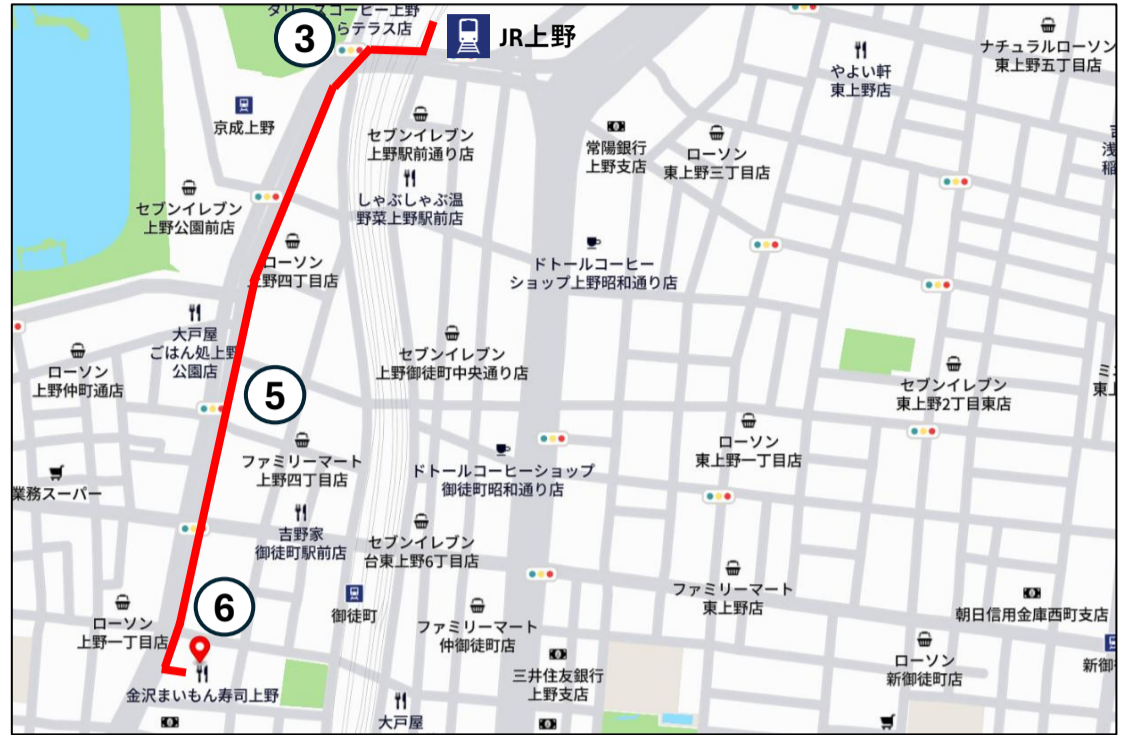 タリーズコーヒー上野
らテラス店
3
JR上野
ナチュラルローソン
東上野五丁目店
やよい軒
東上野店
京成上野
セブンイレブン
上野駅前通り店
常陽銀行
上野支店
ローソン
東上野三丁目店
セブンイレブン
上野公園前店
しゃぶしゃぶ温
野菜上野駅前店
ローソン
上野四丁目店
ドトールコーヒー
ショップ上野昭和通り店
大戸屋
ごはん処上野
公園店
ローソン
上野仲町通店
セブンイレブン
上野御徒町中央通り店
セブンイレブン
東上野2丁目東店
5
ローソン
東上野一丁目店
ファミリーマート
上野四丁目店
ドトールコーヒーショップ
御徒町昭和通り店
業務スーパー
吉野家
御徒町駅前店
セブンイレブン
台東上野6丁目店
6
ローソン
上野一丁目店
御徒町
ファミリーマート
仲御徒町店
ファミリーマート
東上野店
朝日信用金庫西町支店
ローソン
新御徒町店
新御
金沢まいもん寿司上野
三井住友銀行
上野支店
大戸屋